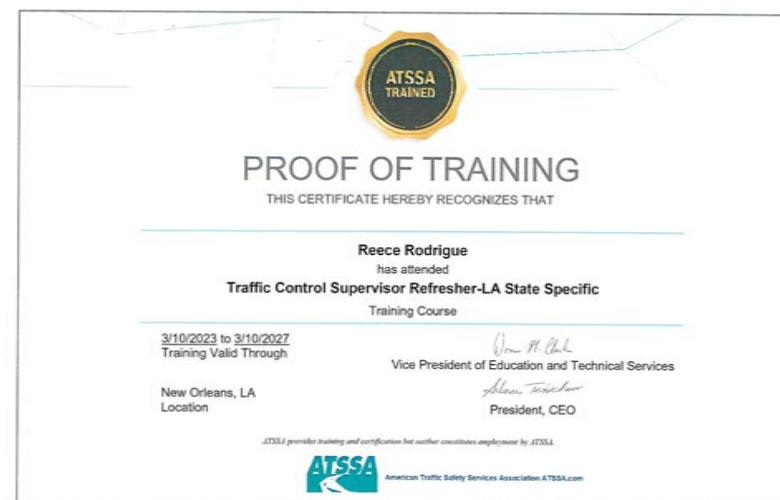 ATSSA
TRAINED
PROOF OF TRAINING
THIS CERTIFICATE HEREBY RECOGNIZES THAT
Reece Rodrigue
has attended
Traffic Control Supervisor Refresher-LA State Specific
Training Course
3/10/2023 to 3/10/2027
Training Valid Through
Vice President of Education and Technical Services
New Orleans, LA
Location
President, CEO
ATSSA provides training and certification but neither constitutes employment by ATSSA.
ATSSA
American Traffic Safety Services Association ATSSA.com